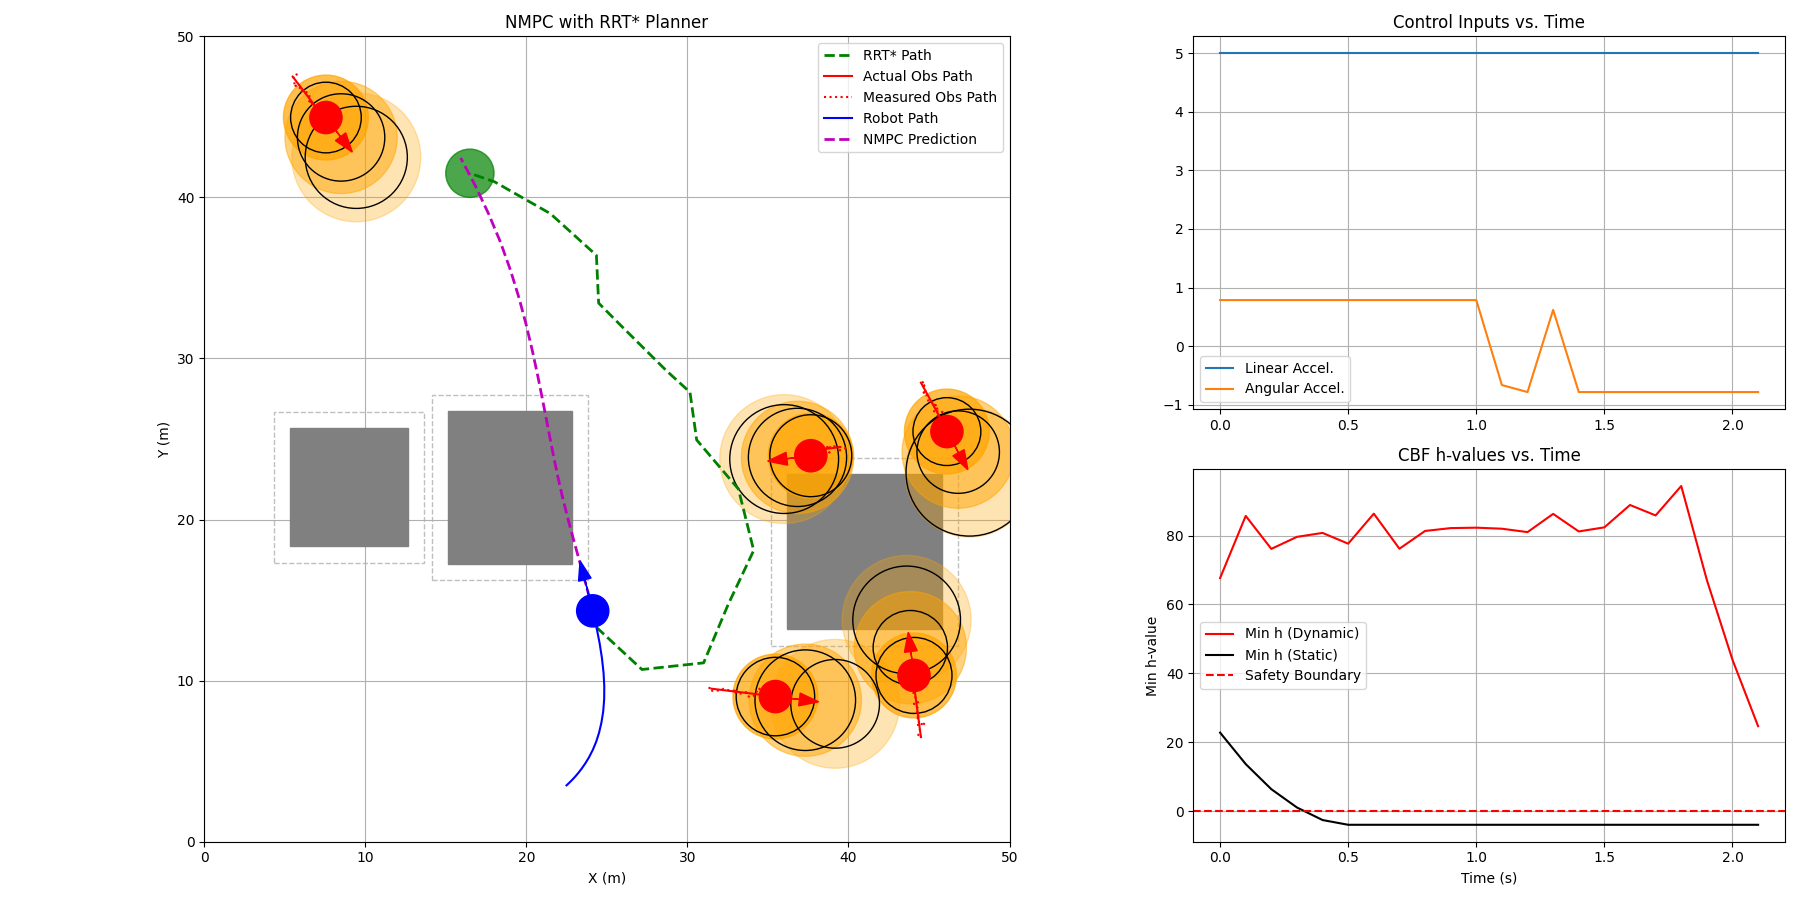 NMPC with RRT* Planner
50
40
30
20
10
0
Y (m)
0 10 20 30 40 50
X (m)
RRT* Path
Actual Obs Path
Measured Obs Path
Robot Path
NMPC Prediction
Control Inputs vs. Time
5
4
3
2
1
0
−1
Linear Accel.
Angular Accel.
0.0 0.5 1.0 1.5 2.0
CBF h-values vs. Time
80
60
40
20
0
Min h-value
Min h (Dynamic)
Min h (Static)
Safety Boundary
0.0 0.5 1.0 1.5 2.0
Time (s)